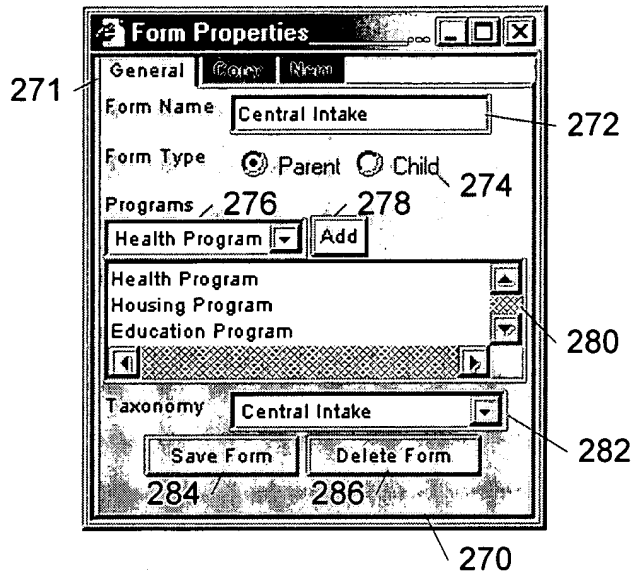 Form Properties
General Copy New
271
Form Name Central Intake 272
Form Type Parent Child 274
Programs 276 278
Health Program Add
Health Program
Housing Program
Education Program 280
Taxonomy Central Intake 282
Save Form Delete Form
284 286
270